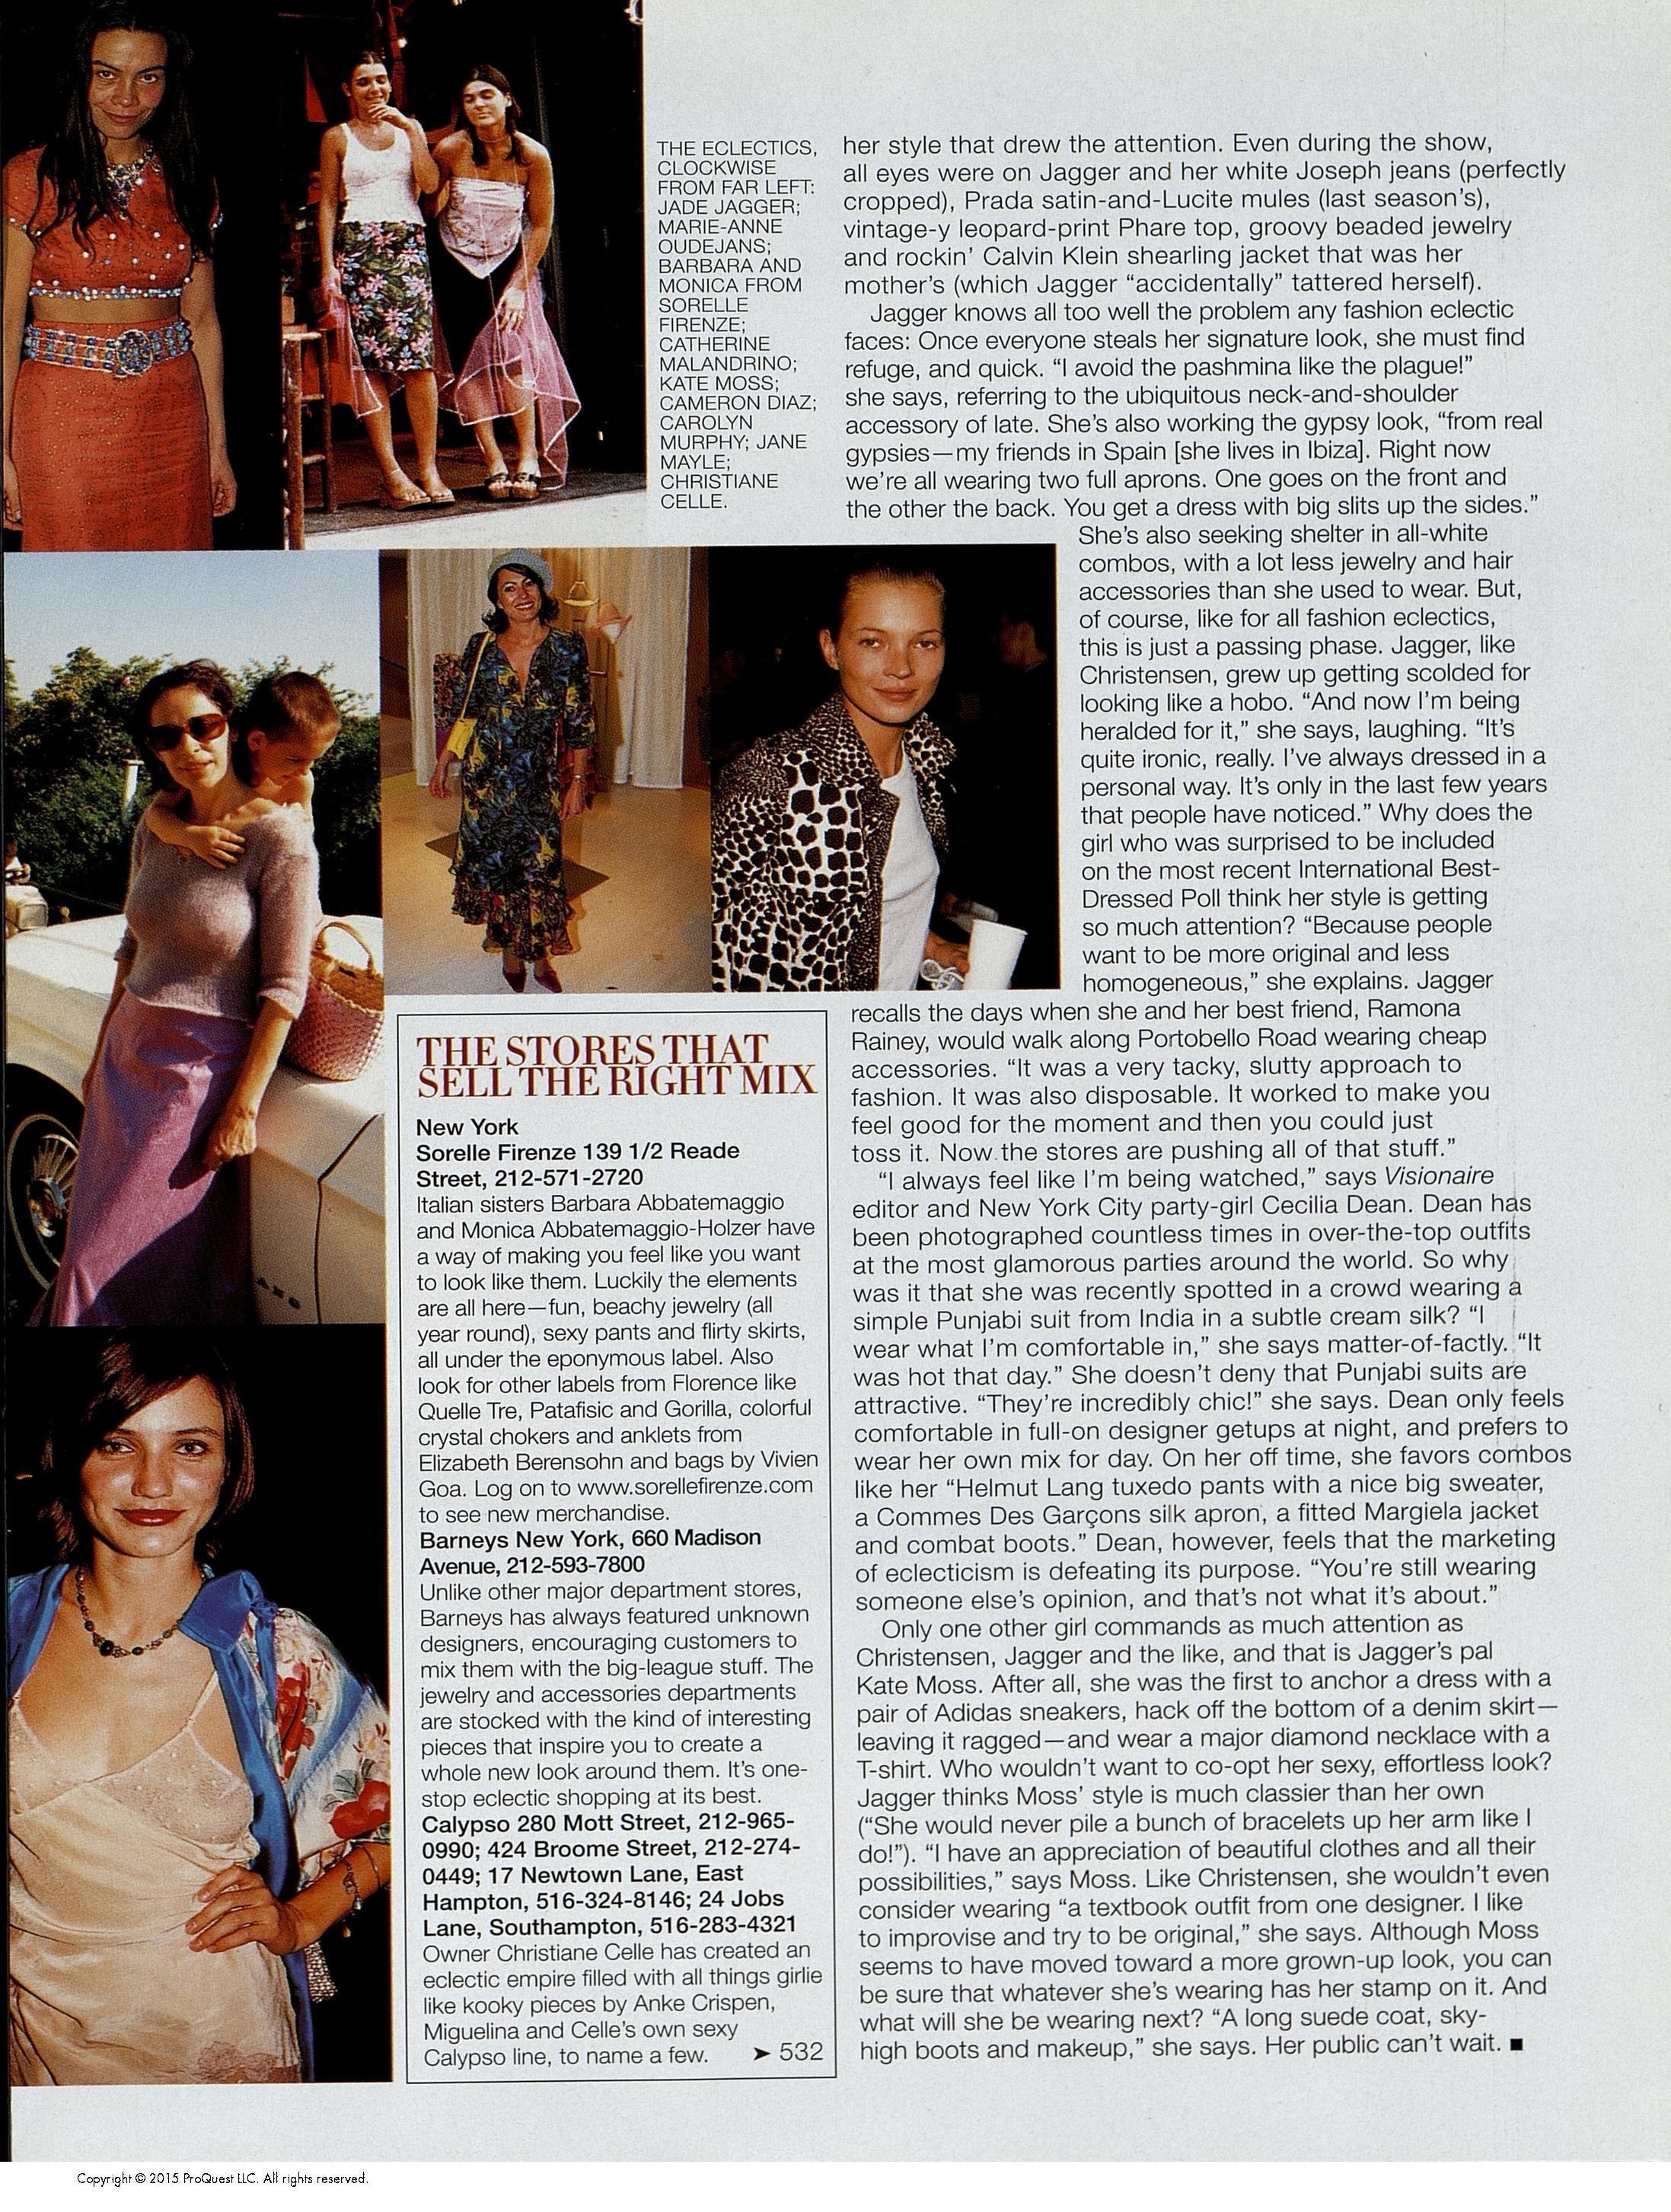 THE ECLECTICS,
CLOCKWISE
FROM FAR LEFT:
JADE JAGGER;
MARIE-ANNE
OUDEJANS;
BARBARA AND
MONICA FROM
SORELLE
FIRENZE;
CATHERINE
MALANDRINO;
KATE MOSS;
CAMERON DIAZ;
CAROLYN
MURPHY; JANE
MAYLE;
CHRISTIANE
CELLE.
her style that drew the attention. Even during the show,
all eyes were on Jagger and her white Joseph jeans (perfectly
cropped), Prada satin-and-Lucite mules (last season's),
vintage-y leopard-print Phare top, groovy beaded jewelry
and rockin' Calvin Klein shearling jacket that was her
mother's (which Jagger “accidentally” tattered herself).
Jagger knows all too well the problem any fashion eclectic
faces: Once everyone steals her signature look, she must find
refuge, and quick. “I avoid the pashmina like the plague!”
she says, referring to the ubiquitous neck-and-shoulder
accessory of late. She's also working the gypsy look, “from real
gypsies—my friends in Spain [she lives in Ibiza]. Right now
we're all wearing two full aprons. One goes on the front and
the other the back. You get a dress with big slits up the sides.”
She's also seeking shelter in all-white
combos, with a lot less jewelry and hair
accessories than she used to wear. But,
of course, like for all fashion eclectics,
this is just a passing phase. Jagger, like
Christensen, grew up getting scolded for
looking like a hobo. “And now I'm being
heralded for it,” she says, laughing. “It's
quite ironic, really. I've always dressed in a
personal way. It's only in the last few years
that people have noticed.” Why does the
girl who was surprised to be included
on the most recent International Best-
Dressed Poll think her style is getting
so much attention? “Because people
want to be more original and less
homogeneous,” she explains. Jagger
recalls the days when she and her best friend, Ramona
Rainey, would walk along Portobello Road wearing cheap
accessories. “It was a very tacky, slutty approach to
fashion. It was also disposable. It worked to make you
feel good for the moment and then you could just
toss it. Now the stores are pushing all of that stuff.”
“I always feel like I'm being watched,” says Visionaire
editor and New York City party-girl Cecilia Dean. Dean has
been photographed countless times in over-the-top outfits
at the most glamorous parties around the world. So why
was it that she was recently spotted in a crowd wearing a
simple Punjabi suit from India in a subtle cream silk? “I
wear what I'm comfortable in,” she says matter-of-factly. “It
was hot that day.” She doesn't deny that Punjabi suits are
attractive. “They're incredibly chic!” she says. Dean only feels
comfortable in full-on designer getups at night, and prefers to
wear her own mix for day. On her off time, she favors combos
like her “Helmut Lang tuxedo pants with a nice big sweater,
a Commes Des Garçons silk apron, a fitted Margiela jacket
and combat boots.” Dean, however, feels that the marketing
of eclecticism is defeating its purpose. “You're still wearing
someone else's opinion, and that's not what it's about.”
Only one other girl commands as much attention as
Christensen, Jagger and the like, and that is Jagger's pal
Kate Moss. After all, she was the first to anchor a dress with a
pair of Adidas sneakers, hack off the bottom of a denim skirt—
leaving it ragged—and wear a major diamond necklace with a
T-shirt. Who wouldn't want to co-opt her sexy, effortless look?
Jagger thinks Moss' style is much classier than her own
(“She would never pile a bunch of bracelets up her arm like I
do!”). “I have an appreciation of beautiful clothes and all their
possibilities,” says Moss. Like Christensen, she wouldn't even
consider wearing “a textbook outfit from one designer. I like
to improvise and try to be original,” she says. Although Moss
seems to have moved toward a more grown-up look, you can
be sure that whatever she's wearing has her stamp on it. And
what will she be wearing next? “A long suede coat, sky-
high boots and makeup,” she says. Her public can't wait. ■
THE STORES THAT
SELL THE RIGHT MIX
New York
Sorelle Firenze 139 1/2 Reade
Street, 212-571-2720
Italian sisters Barbara Abbatemaggio
and Monica Abbatemaggio-Holzer have
a way of making you feel like you want
to look like them. Luckily the elements
are all here—fun, beachy jewelry (all
year round), sexy pants and flirty skirts,
all under the eponymous label. Also
look for other labels from Florence like
Quelle Tre, Patafisic and Gorilla, colorful
crystal chokers and anklets from
Elizabeth Berensohn and bags by Vivien
Goa. Log on to www.sorellefirenze.com
to see new merchandise.
Barneys New York, 660 Madison
Avenue, 212-593-7800
Unlike other major department stores,
Barneys has always featured unknown
designers, encouraging customers to
mix them with the big-league stuff. The
jewelry and accessories departments
are stocked with the kind of interesting
pieces that inspire you to create a
whole new look around them. It's one-
stop eclectic shopping at its best.
Calypso 280 Mott Street, 212-965-
0990; 424 Broome Street, 212-274-
0449; 17 Newtown Lane, East
Hampton, 516-324-8146; 24 Jobs
Lane, Southampton, 516-283-4321
Owner Christiane Celle has created an
eclectic empire filled with all things girlie
like kooky pieces by Anke Crispen,
Miguelina and Celle's own sexy
Calypso line, to name a few. ➤ 532
Copyright © 2015 ProQuest LLC. All rights reserved.